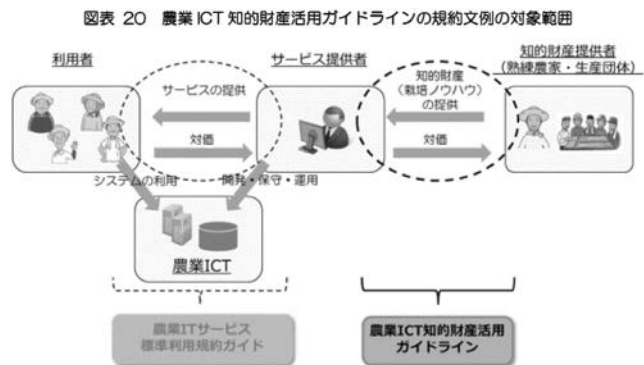 図表 20 農業 ICT 知的財産活用ガイドラインの規約文例の対象範囲
利用者
サービス提供者
知的財産提供者
(熟練農家・生産団体)
サービスの提供
対価
知的財産
(栽培ノウハウ)
の提供
対価
システムの利用
開発・保守・運用
農業ICT
農業ITサービス
標準利用規約ガイド
農業ICT知的財産活用
ガイドライン